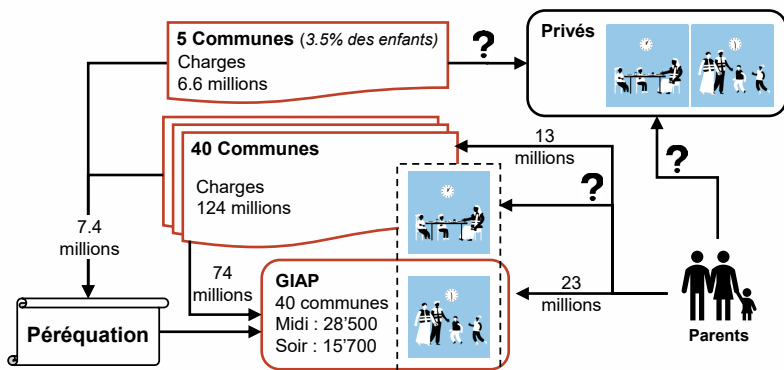 5 Communes (3.5% des enfants)
Charges
6.6 millions
?
Privés
40 Communes
Charges
124 millions
13
millions
?
?
7.4
millions
74
millions
GIAP
40 communes
Midi : 28'500
Soir : 15'700
23
millions
Péréquation
Parents